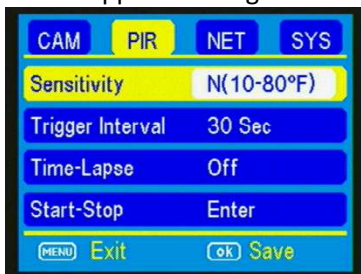 CAM PIR NET SYS
Sensitivity N(10-80°F)
Trigger Interval 30 Sec
Time-Lapse Off
Start-Stop Enter
MENU Exit OK Save